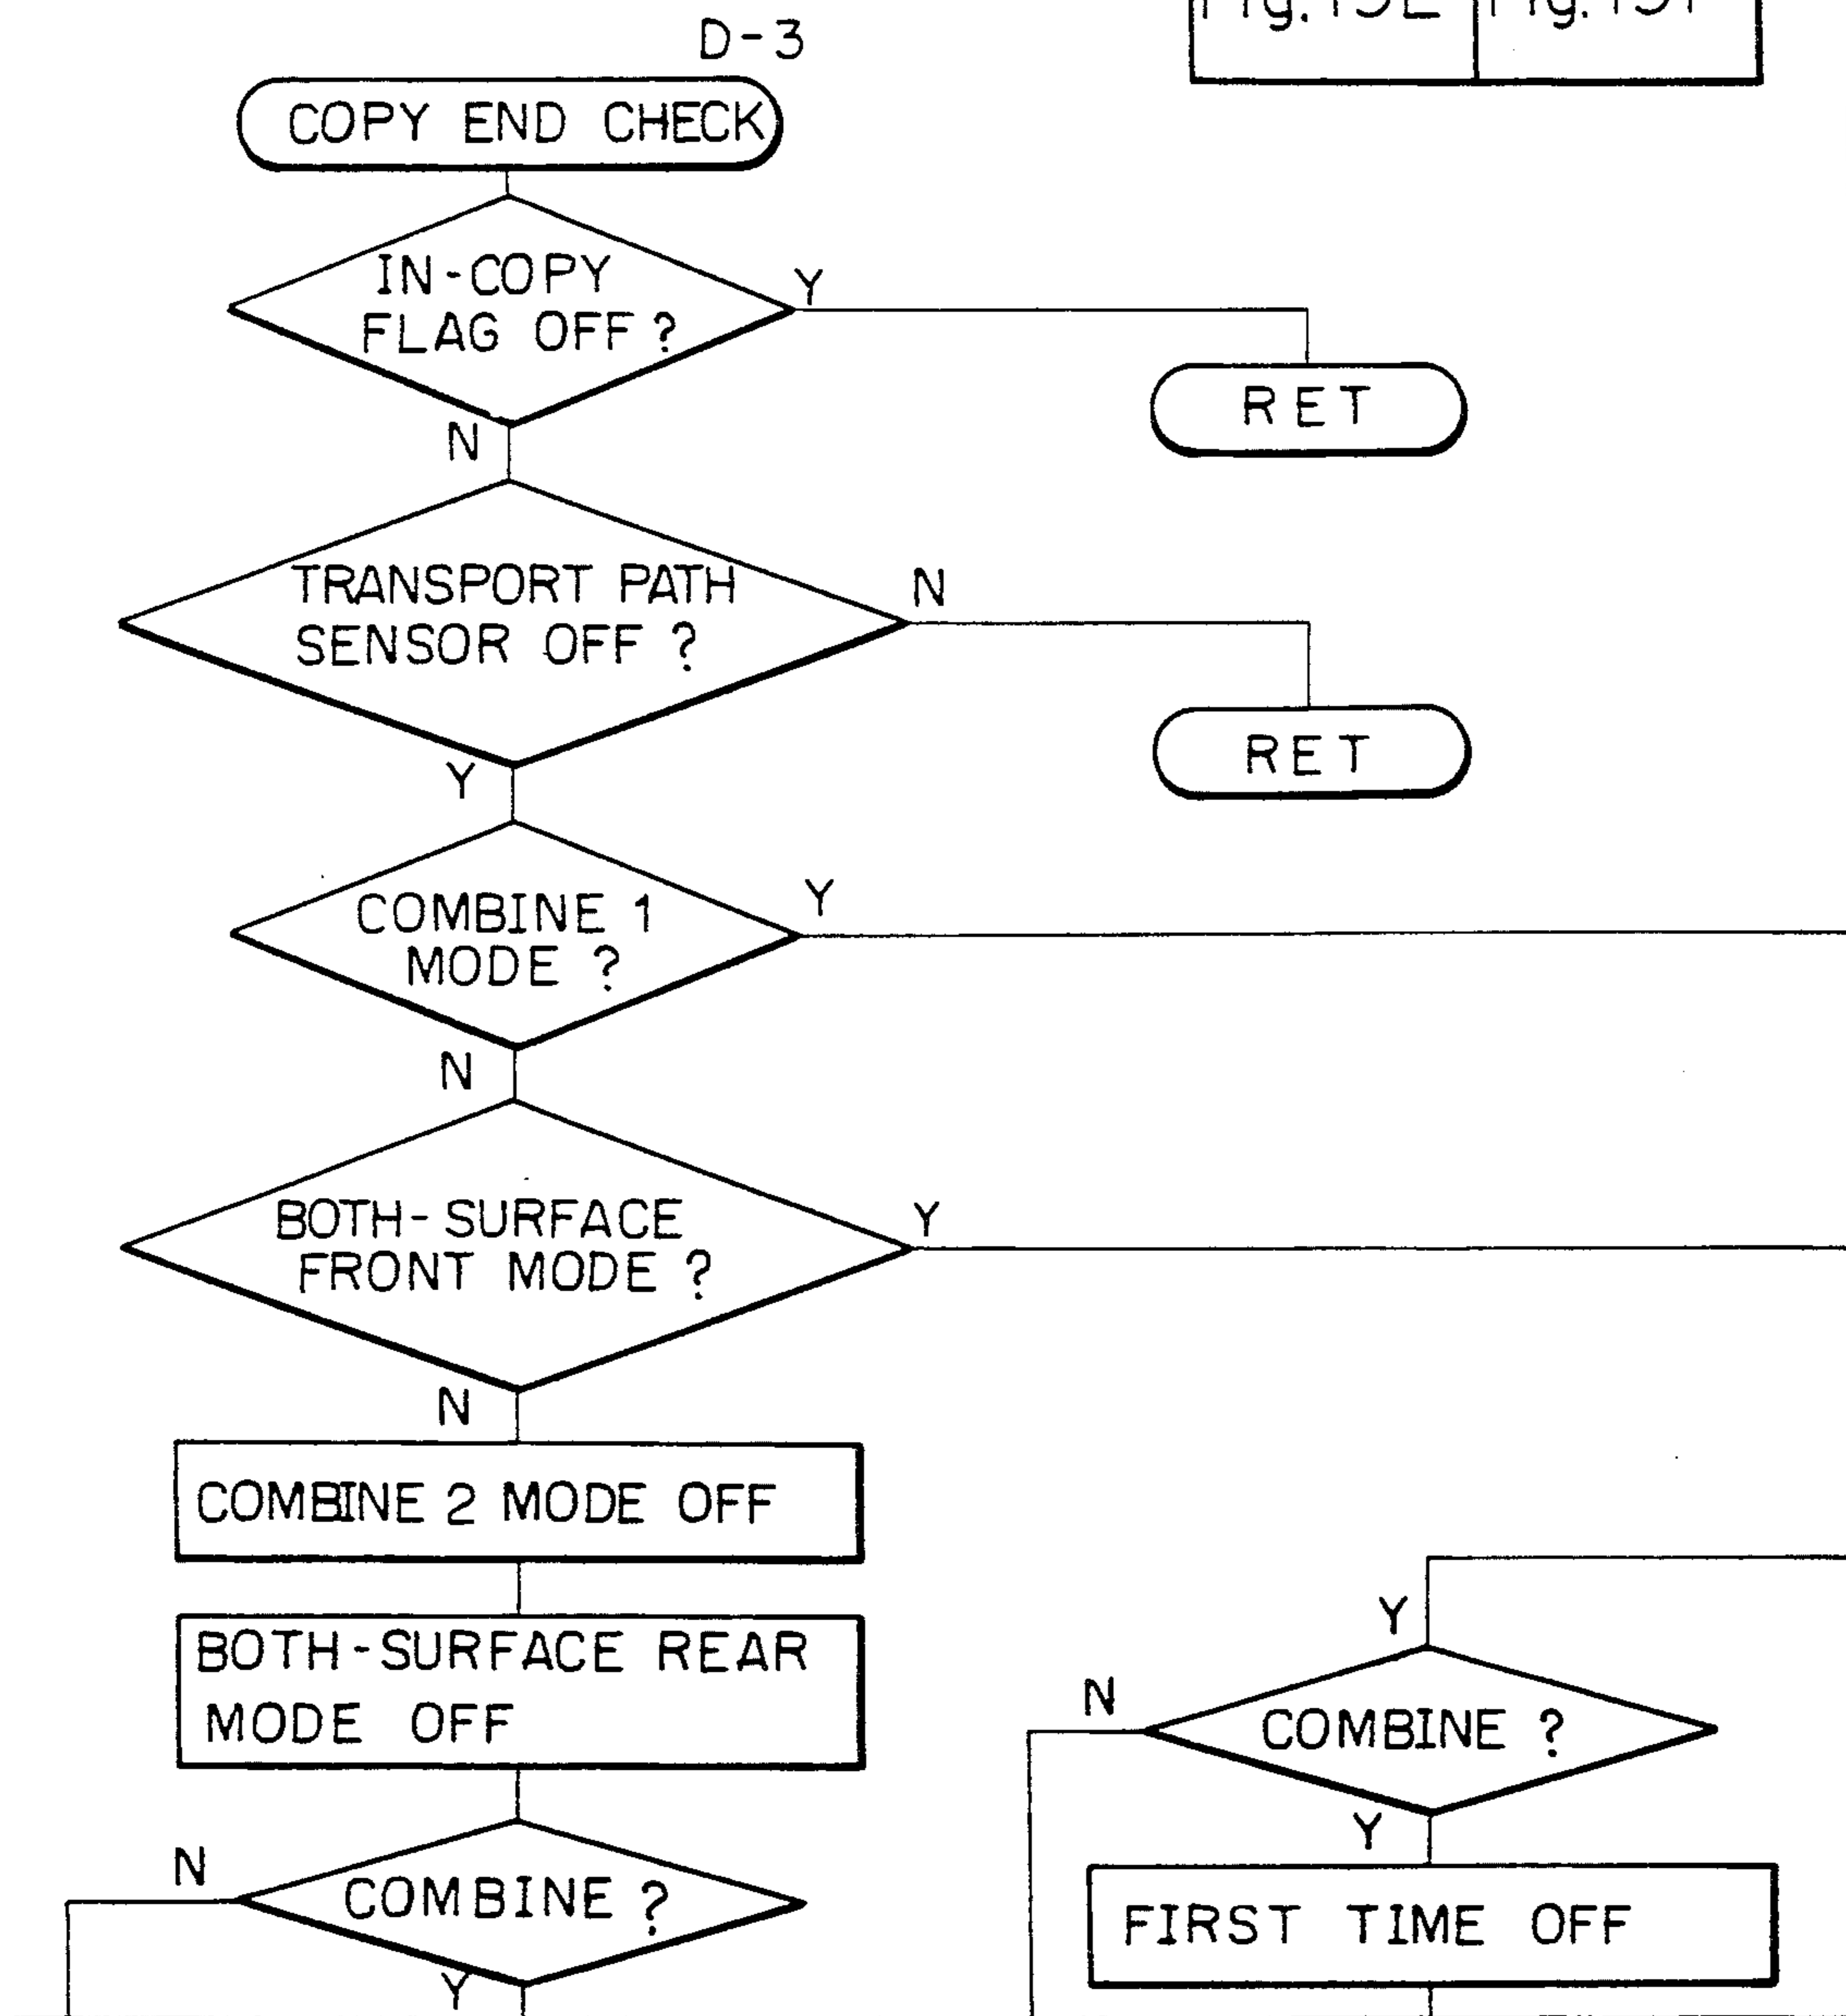 D-3
COPY END CHECK
IN-COPY
FLAG OFF ?
Y
RET
N
TRANSPORT PATH
SENSOR OFF ?
N
RET
Y
COMBINE 1
MODE ?
Y
N
BOTH-SURFACE
FRONT MODE ?
Y
N
COMBINE 2 MODE OFF
BOTH-SURFACE REAR
MODE OFF
N
COMBINE ?
Y
Y
N
COMBINE ?
Y
FIRST TIME OFF